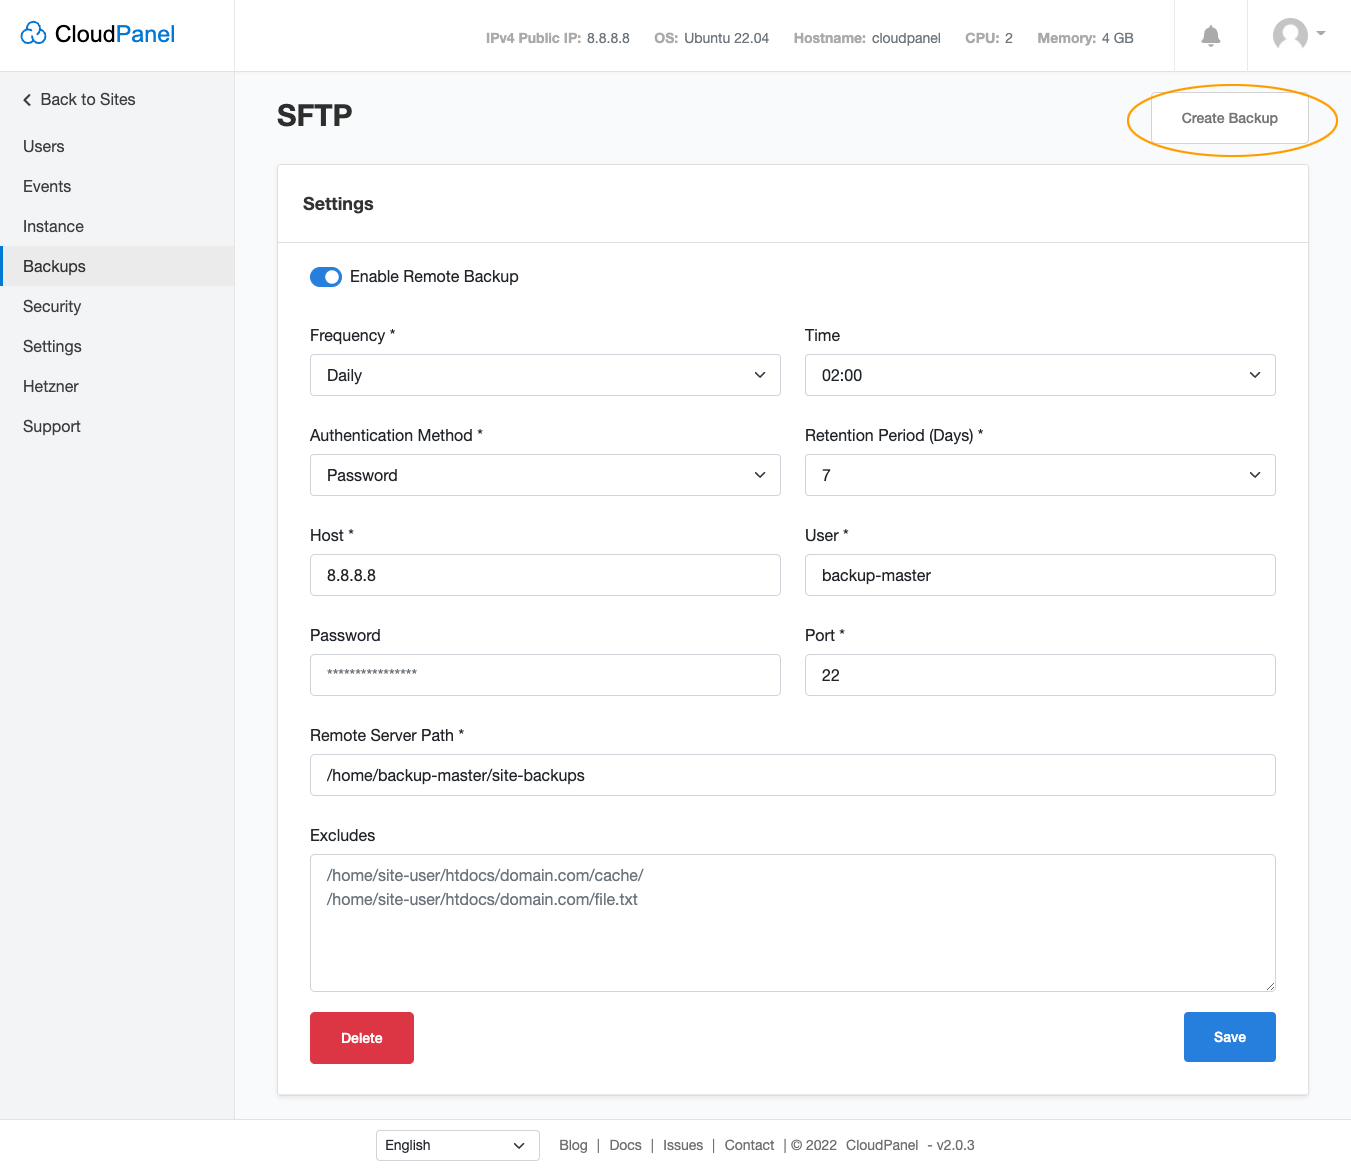 CloudPanel
IPv4 Public IP: 8.8.8.8 OS: Ubuntu 22.04 Hostname: cloudpanel CPU: 2 Memory: 4 GB
Back to Sites
Users
Events
Instance
Backups
Security
Settings
Hetzner
Support
SFTP
Create Backup
Settings
Enable Remote Backup
Frequency *
Daily
Time
02:00
Authentication Method *
Password
Retention Period (Days) *
7
Host *
8.8.8.8
User *
backup-master
Password
****************
Port *
22
Remote Server Path *
/home/backup-master/site-backups
Excludes
/home/site-user/htdocs/domain.com/cache/
/home/site-user/htdocs/domain.com/file.txt
Delete
Save
English
Blog | Docs | Issues | Contact | © 2022 CloudPanel - v2.0.3